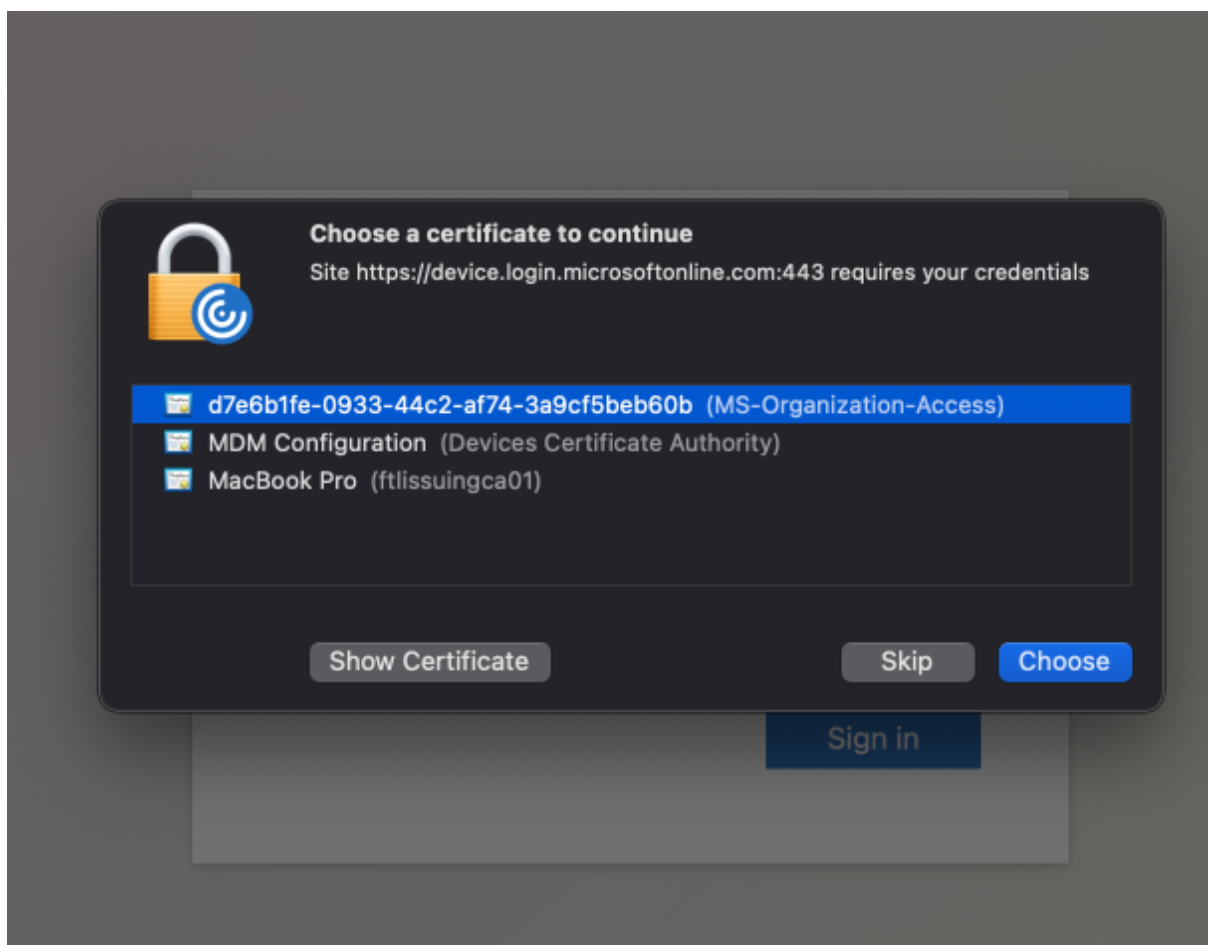 Choose a certificate to continue
Site https://device.login.microsoftonline.com:443 requires your credentials
d7e6b1fe-0933-44c2-af74-3a9cf5beb60b (MS-Organization-Access)
MDM Configuration (Devices Certificate Authority)
MacBook Pro (ftlissuingca01)
Show Certificate
Skip
Choose
Sign in